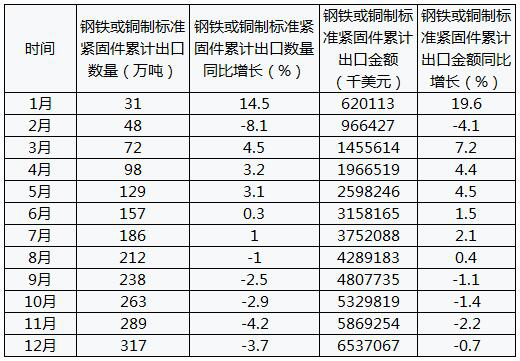 时间 钢铁或铜制标准紧固件累计出口数量（万吨） 钢铁或铜制标准紧固件累计出口数量同比增长（%） 钢铁或铜制标准紧固件累计出口金额（千美元） 钢铁或铜制标准紧固件累计出口金额同比增长（%）
1月 31 14.5 620113 19.6
2月 48 -8.1 966427 -4.1
3月 72 4.5 1455614 7.2
4月 98 3.2 1966519 4.4
5月 129 3.1 2598246 4.5
6月 157 0.3 3158165 1.5
7月 186 1 3752088 2.1
8月 212 -1 4289183 0.4
9月 238 -2.5 4807735 -1.1
10月 263 -2.9 5329819 -1.4
11月 289 -4.2 5869254 -2.2
12月 317 -3.7 6537067 -0.7